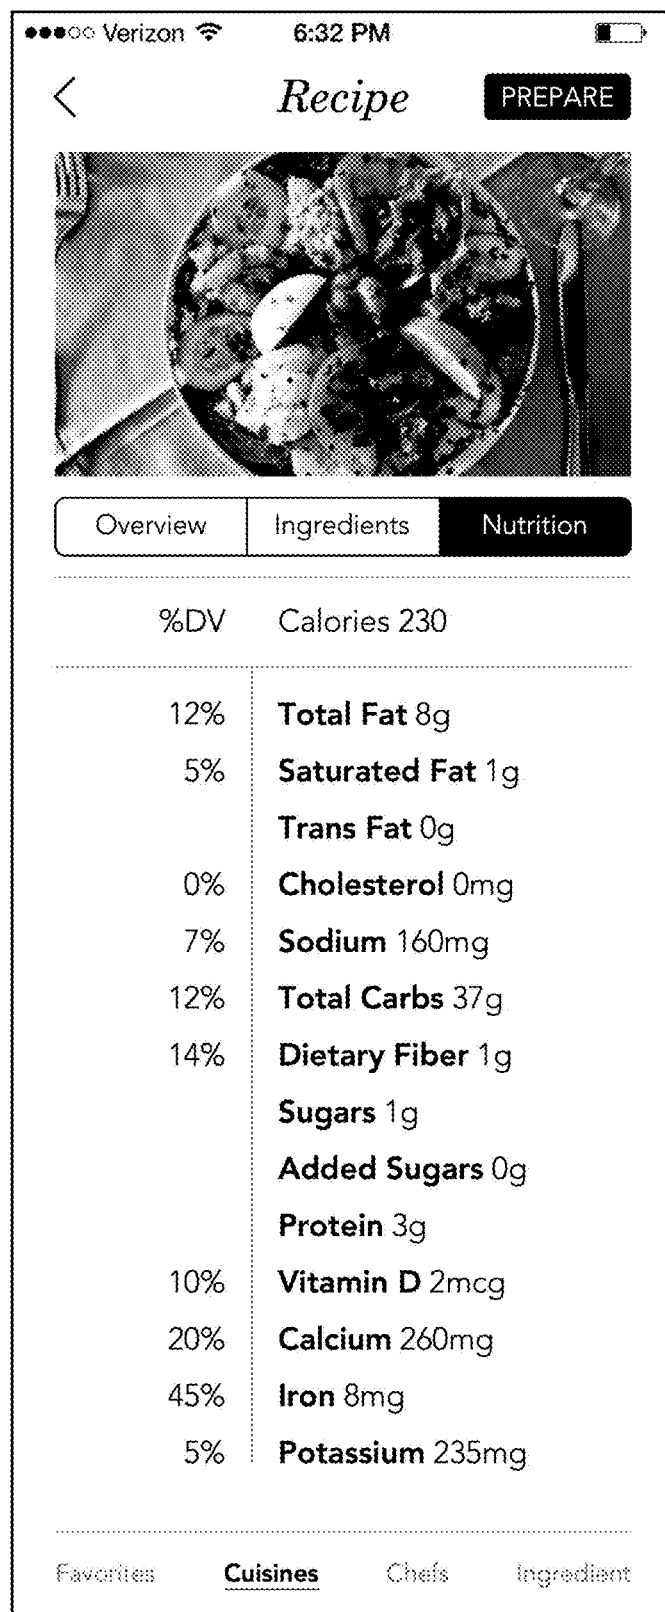 Verizon 6:32 PM
Recipe PREPARE
Overview Ingredients Nutrition
%DV Calories 230
12% Total Fat 8g
5% Saturated Fat 1g
Trans Fat 0g
0% Cholesterol 0mg
7% Sodium 160mg
12% Total Carbs 37g
14% Dietary Fiber 1g
Sugars 1g
Added Sugars 0g
Protein 3g
10% Vitamin D 2mcg
20% Calcium 260mg
45% Iron 8mg
5% Potassium 235mg
Favorites Cuisines Chefs Ingredient